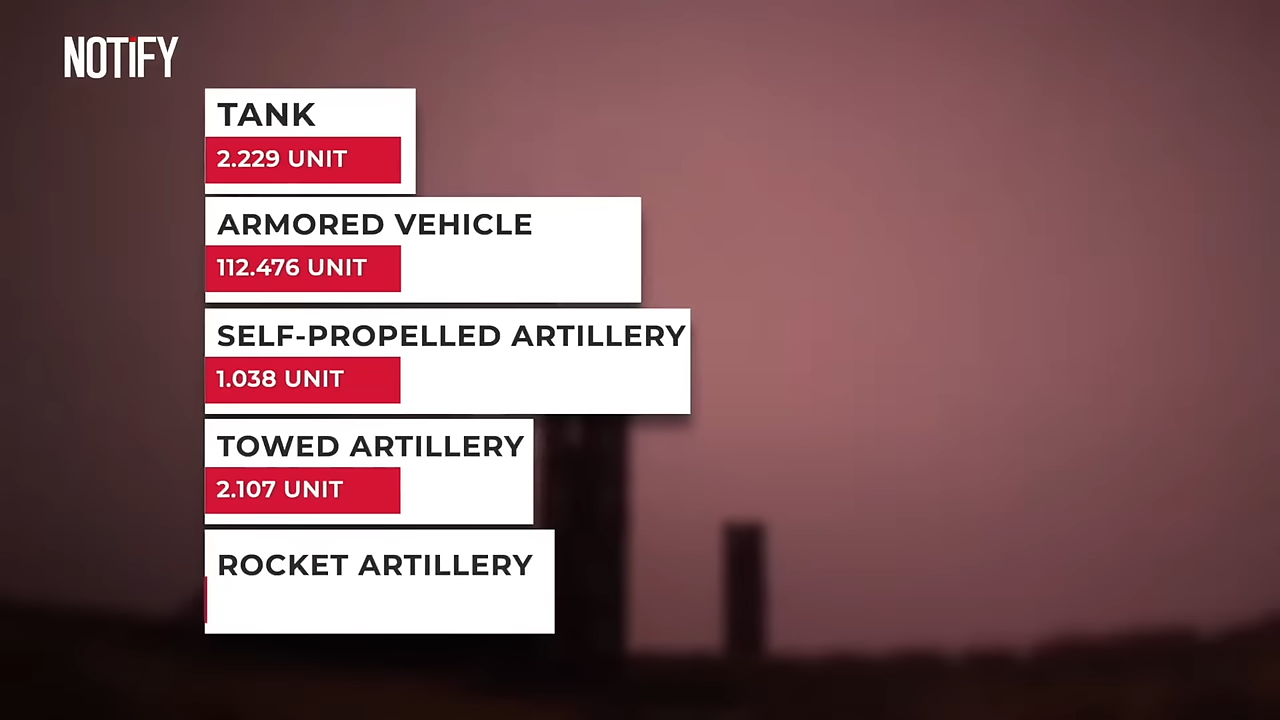 NOTiFY
TANK
2.229 UNIT
ARMORED VEHICLE
112.476 UNIT
SELF-PROPELLED ARTILLERY
1.038 UNIT
TOWED ARTILLERY
2.107 UNIT
ROCKET ARTILLERY